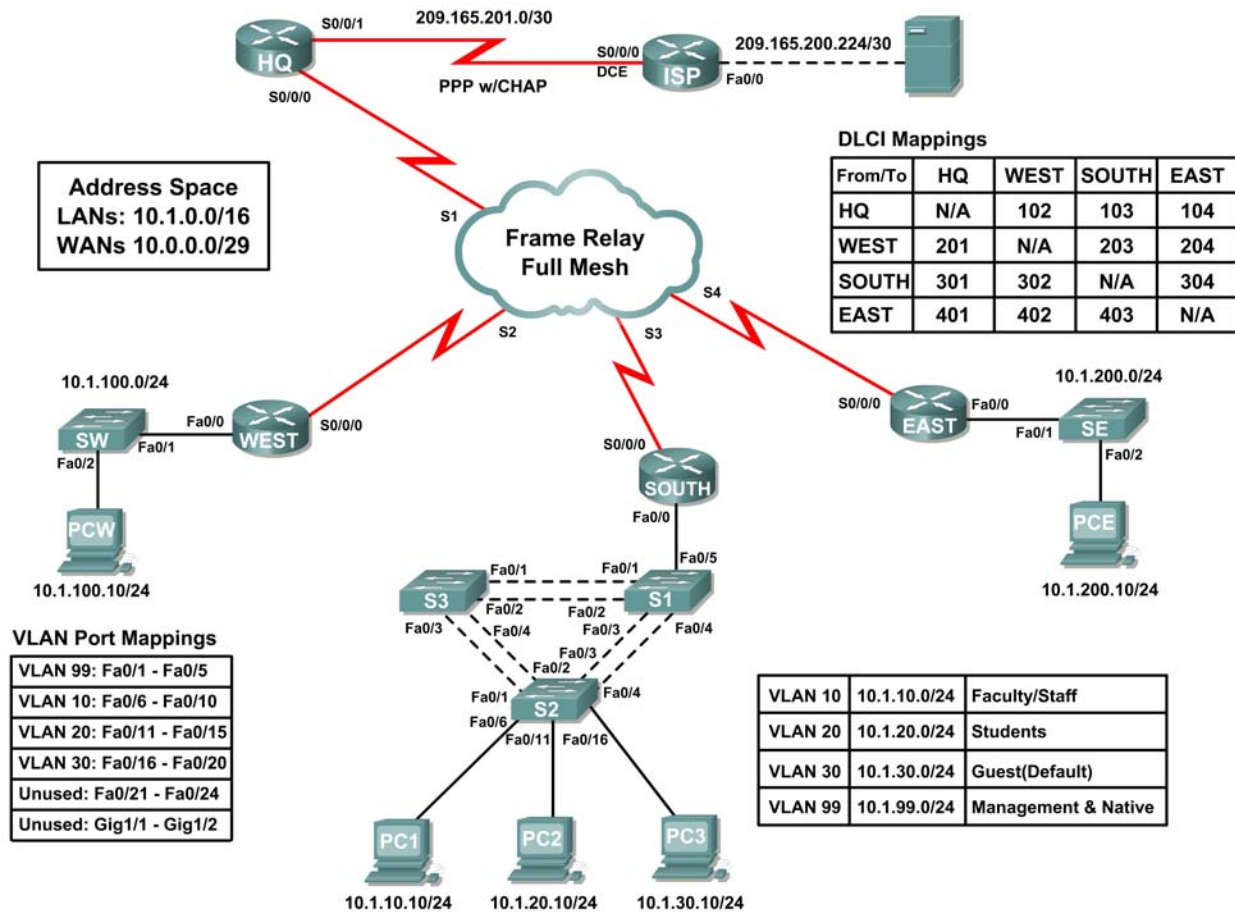 209.165.201.0/30
S0/0/1
HQ
S0/0/0
PPP w/CHAP
S0/0/0
DCE
ISP
Fa0/0
209.165.200.224/30
Address Space
LANs: 10.1.0.0/16
WANs 10.0.0.0/29
DLCI Mappings
From/To HQ WEST SOUTH EAST
HQ N/A 102 103 104
WEST 201 N/A 203 204
SOUTH 301 302 N/A 304
EAST 401 402 403 N/A
Frame Relay
Full Mesh
S1
S2
S3
S4
10.1.100.0/24
SW
Fa0/0
Fa0/1
Fa0/2
WEST
S0/0/0
PCW
10.1.100.10/24
S0/0/0
SOUTH
Fa0/0
S0/0/0
EAST
Fa0/0
10.1.200.0/24
Fa0/1
SE
Fa0/2
PCE
10.1.200.10/24
Fa0/5
Fa0/1
Fa0/1
S3
S1
Fa0/2
Fa0/2
Fa0/3
Fa0/4
Fa0/3
Fa0/4
Fa0/3
Fa0/2
Fa0/1
Fa0/4
S2
Fa0/6
Fa0/11
Fa0/16
PC1
PC2
PC3
10.1.10.10/24
10.1.20.10/24
10.1.30.10/24
VLAN Port Mappings
VLAN 99: Fa0/1 - Fa0/5
VLAN 10: Fa0/6 - Fa0/10
VLAN 20: Fa0/11 - Fa0/15
VLAN 30: Fa0/16 - Fa0/20
Unused: Fa0/21 - Fa0/24
Unused: Gig1/1 - Gig1/2
VLAN 10 10.1.10.0/24 Faculty/Staff
VLAN 20 10.1.20.0/24 Students
VLAN 30 10.1.30.0/24 Guest(Default)
VLAN 99 10.1.99.0/24 Management & Native